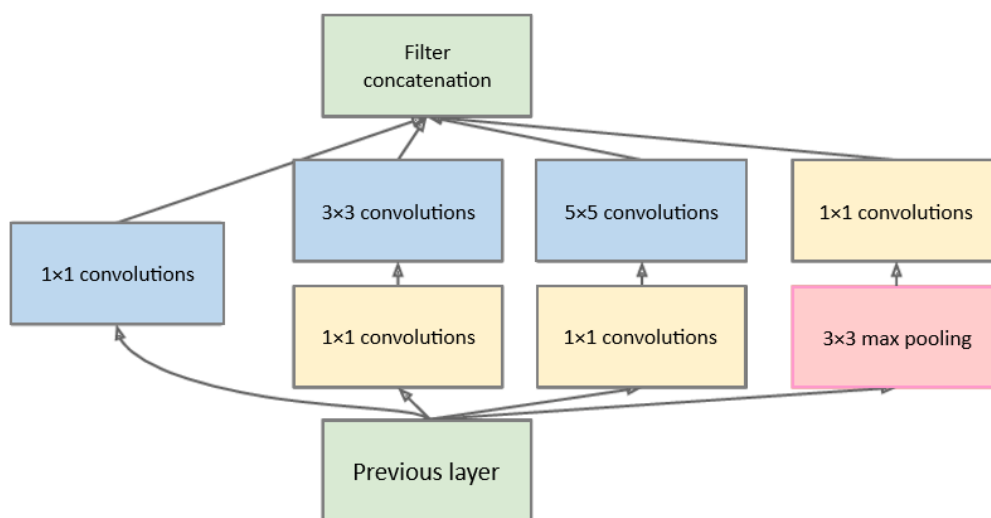 Filter
concatenation
3×3 convolutions
5×5 convolutions
1×1 convolutions
1×1 convolutions
1×1 convolutions
1×1 convolutions
3×3 max pooling
Previous layer